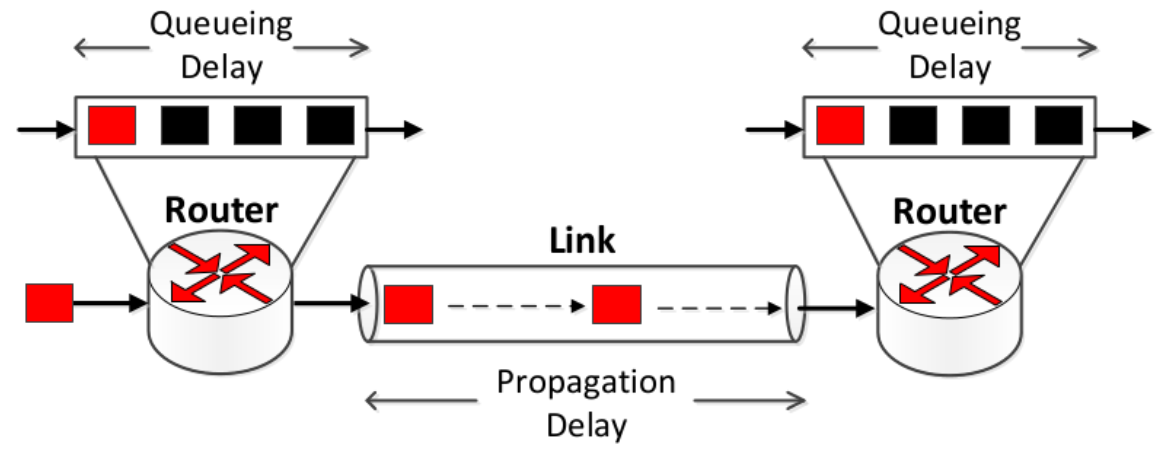 Queueing
Delay
Queueing
Delay
Router
Router
Link
Propagation
Delay